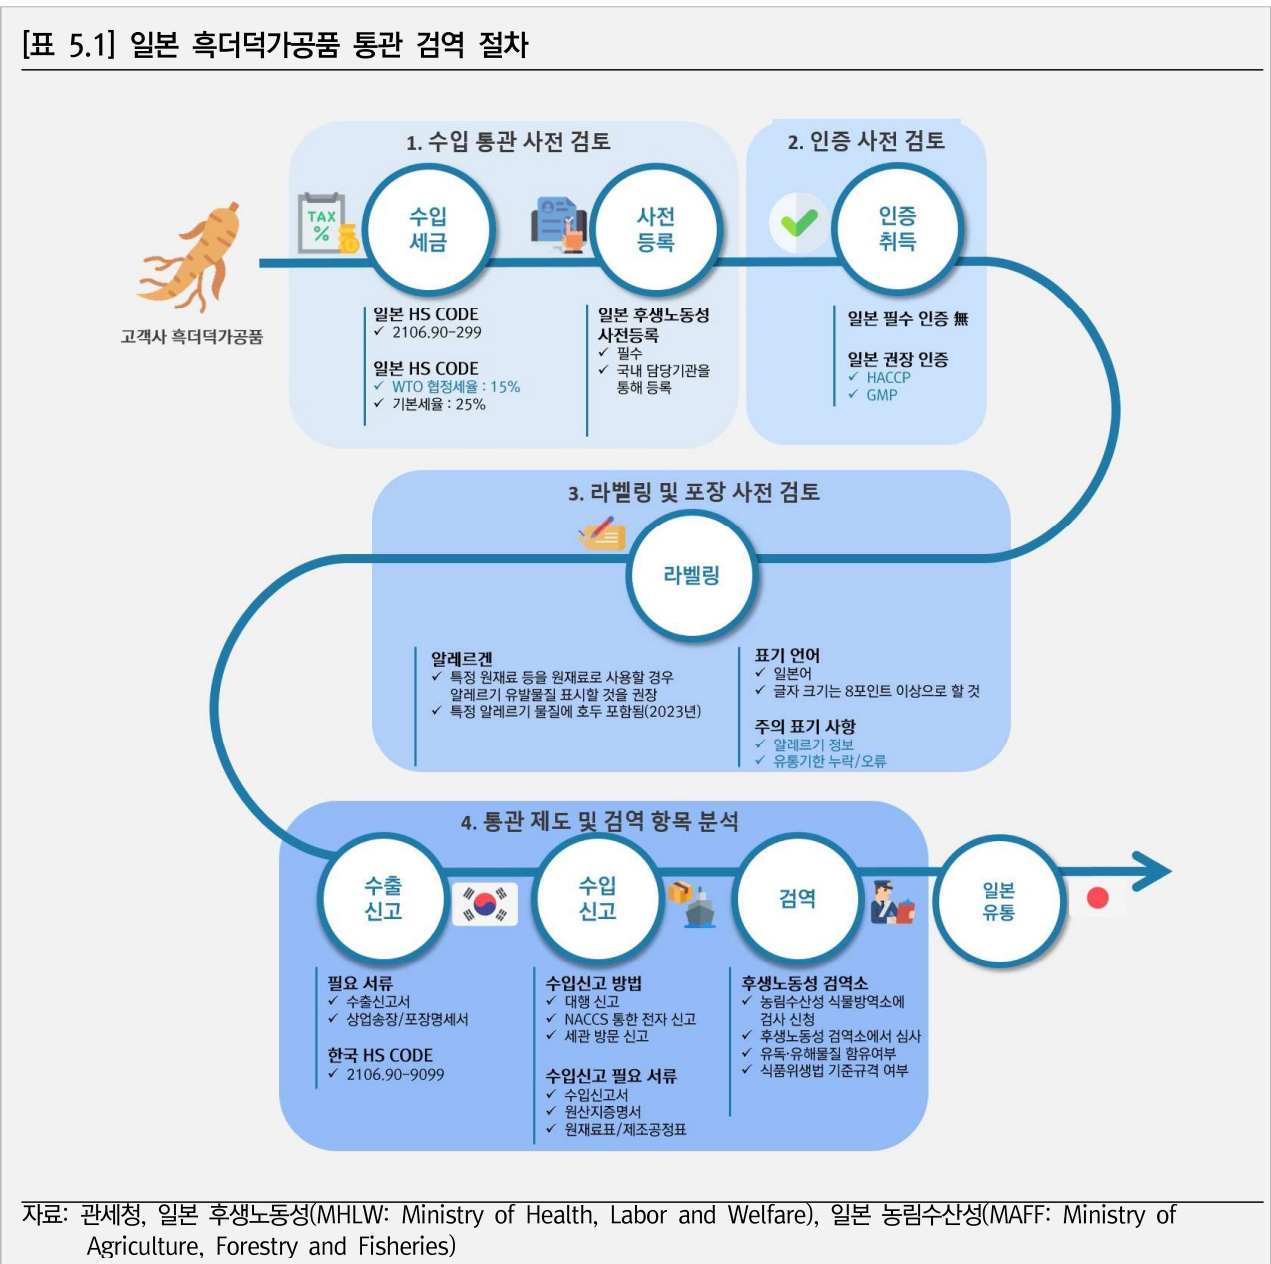 [표 5.1] 일본 흑더덕가공품 통관 검역 절차
1. 수입 통관 사전 검토
TAX
%
수입
세금
사전
등록
고객사 흑더덕가공품
일본 HS CODE
✓ 2106.90-299
일본 HS CODE
✓ WTO 협정세율 : 15%
✓ 기본세율 : 25%
일본 후생노동성
사전등록
✓ 필수
✓ 국내 담당기관을
통해 등록
2. 인증 사전 검토
인증
취득
일본 필수 인증 無
일본 권장 인증
✓ HACCP
✓ GMP
3. 라벨링 및 포장 사전 검토
라벨링
알레르겐
✓ 특정 원재료 등을 원재료로 사용할 경우
알레르기 유발물질 표시할 것을 권장
✓ 특정 알레르기 물질에 호두 포함됨(2023년)
표기 언어
✓ 일본어
✓ 글자 크기는 8포인트 이상으로 할 것
주의 표기 사항
✓ 알레르기 정보
✓ 유통기한 누락/오류
4. 통관 제도 및 검역 항목 분석
수출
신고
수입
신고
검역
일본
유통
필요 서류
✓ 수출신고서
✓ 상업송장/포장명세서
한국 HS CODE
✓ 2106.90-9099
수입신고 방법
✓ 대행 신고
✓ NACCS 통한 전자 신고
✓ 세관 방문 신고
수입신고 필요 서류
✓ 수입신고서
✓ 원산지증명서
✓ 원재료표/제조공정표
후생노동성 검역소
✓ 농림수산성 식물방역소에
검사 신청
✓ 후생노동성 검역소에서 심사
✓ 유독·유해물질 함유여부
✓ 식품위생법 기준규격 여부
자료: 관세청, 일본 후생노동성(MHLW: Ministry of Health, Labor and Welfare), 일본 농림수산성(MAFF: Ministry of
Agriculture, Forestry and Fisheries)